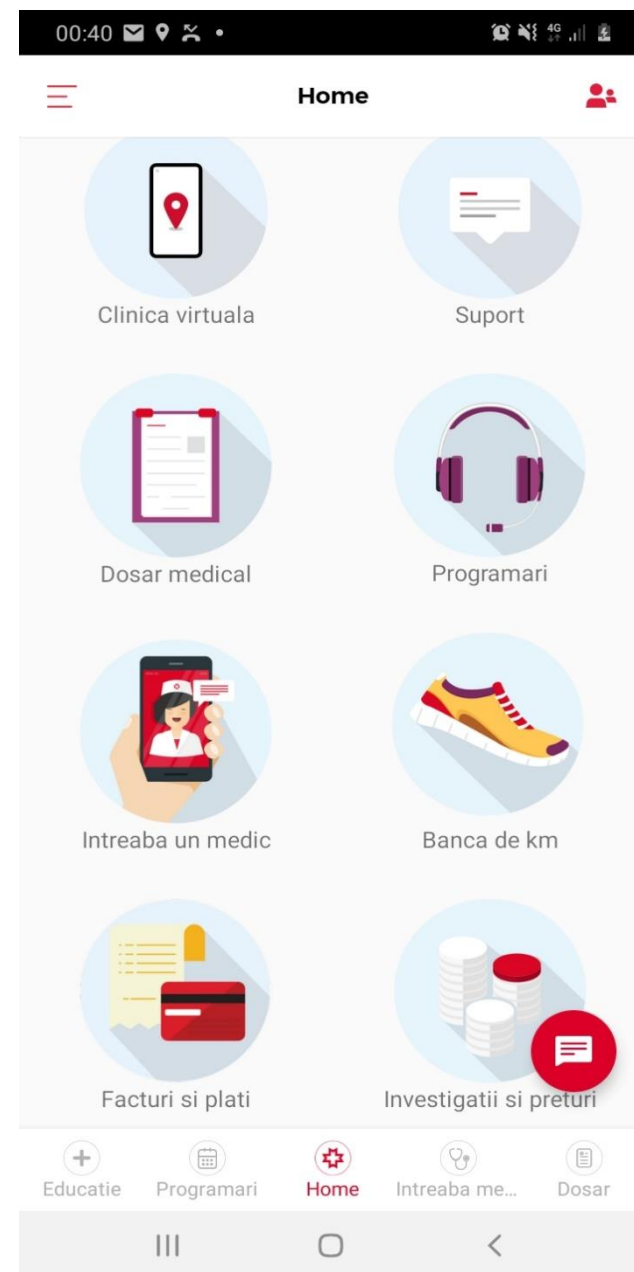 00:40
4G
Home
Clinica virtuala
Suport
Dosar medical
Programari
Intreaba un medic
Banca de km
Facturi si plati
Investigatii si preturi
Educatie
Programari
Home
Intreaba me...
Dosar